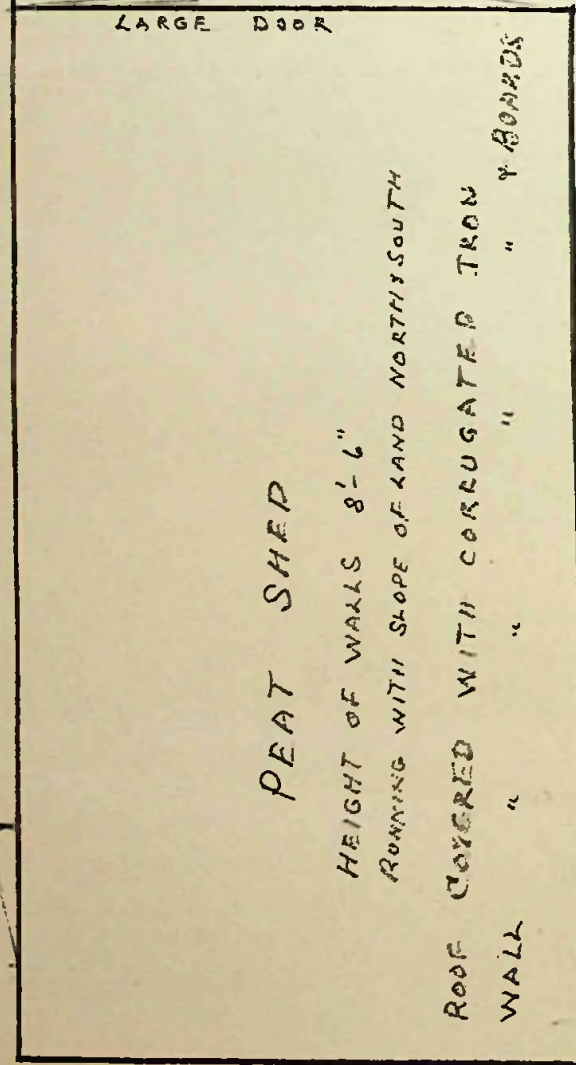 LARGE DOOR
PEAT SHED
HEIGHT OF WALLS 8'-6"
RUNNING WITH SLOPE OF LAND NORTH & SOUTH
ROOF COVERED WITH CORRUGATED IRON
WALL " " " " & BOARDS